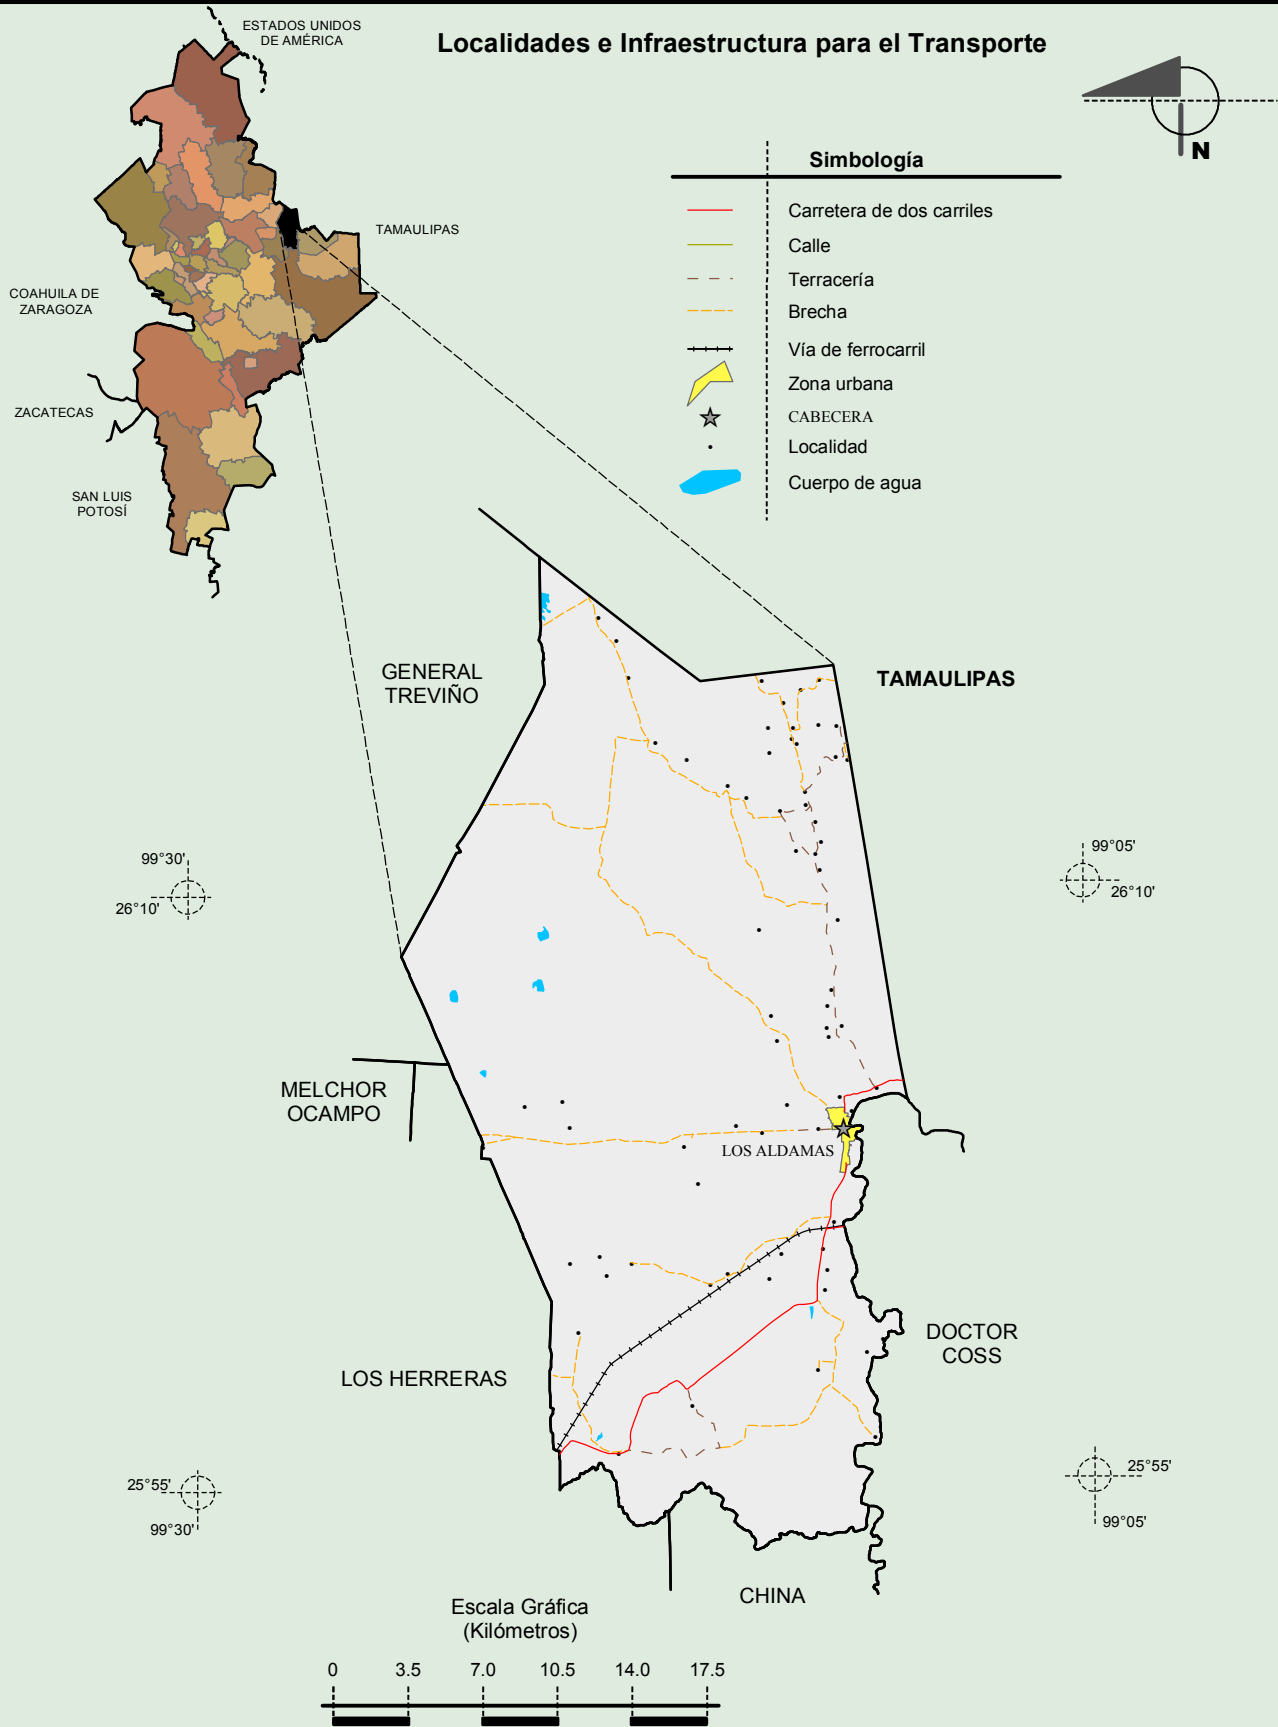 ESTADOS UNIDOS
DE AMÉRICA
Localidades e Infraestructura para el Transporte
N
Simbología
Carretera de dos carriles
Calle
Terracería
Brecha
Vía de ferrocarril
Zona urbana
CABECERA
Localidad
Cuerpo de agua
TAMAULIPAS
COAHUILA DE
ZARAGOZA
ZACATECAS
SAN LUIS
POTOSÍ
GENERAL
TREVIÑO
TAMAULIPAS
99°30'
26°10'
99°05'
26°10'
MELCHOR
OCAMPO
LOS ALDAMAS
DOCTOR
COSS
LOS HERRERAS
25°55'
99°30'
25°55'
99°05'
CHINA
Escala Gráfica
(Kilómetros)
0 3.5 7.0 10.5 14.0 17.5